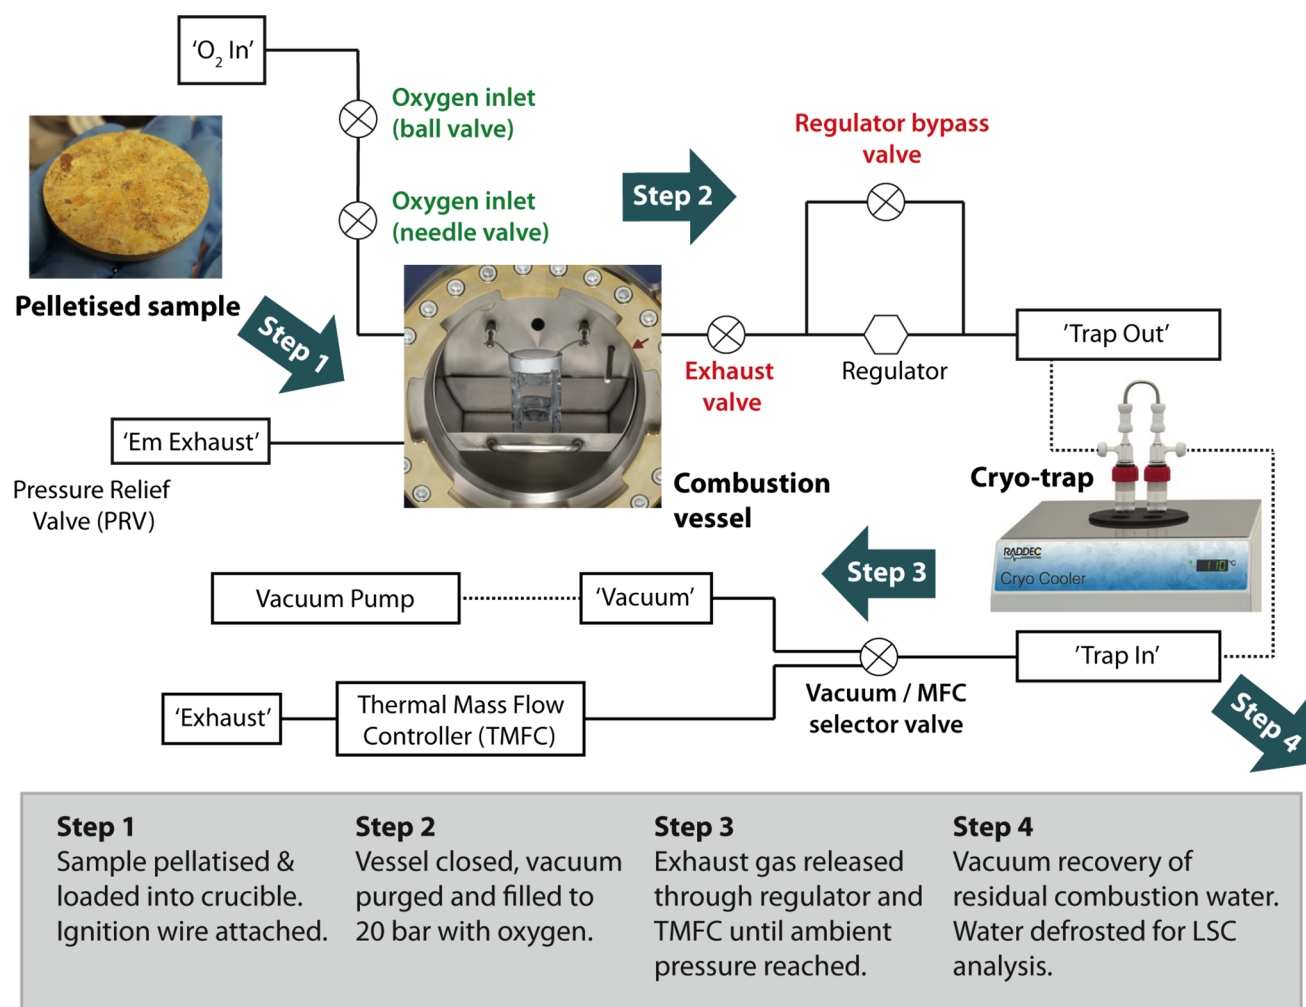 ‘O₂ In’
Oxygen inlet
(ball valve)
Oxygen inlet
(needle valve)
Step 2
Regulator bypass
valve
Pelletised sample
Step 1
Exhaust
valve
Regulator
’Trap Out’
‘Em Exhaust’
Pressure Relief
Valve (PRV)
Combustion
vessel
Cryo-trap
RADDEC
Cryo Cooler
110 °C
Step 3
Vacuum Pump
‘Vacuum’
’Trap In’
Vacuum / MFC
selector valve
‘Exhaust’
Thermal Mass Flow
Controller (TMFC)
Step 4
Step 1
Sample pellatised &
loaded into crucible.
Ignition wire attached.
Step 2
Vessel closed, vacuum
purged and filled to
20 bar with oxygen.
Step 3
Exhaust gas released
through regulator and
TMFC until ambient
pressure reached.
Step 4
Vacuum recovery of
residual combustion water.
Water defrosted for LSC
analysis.